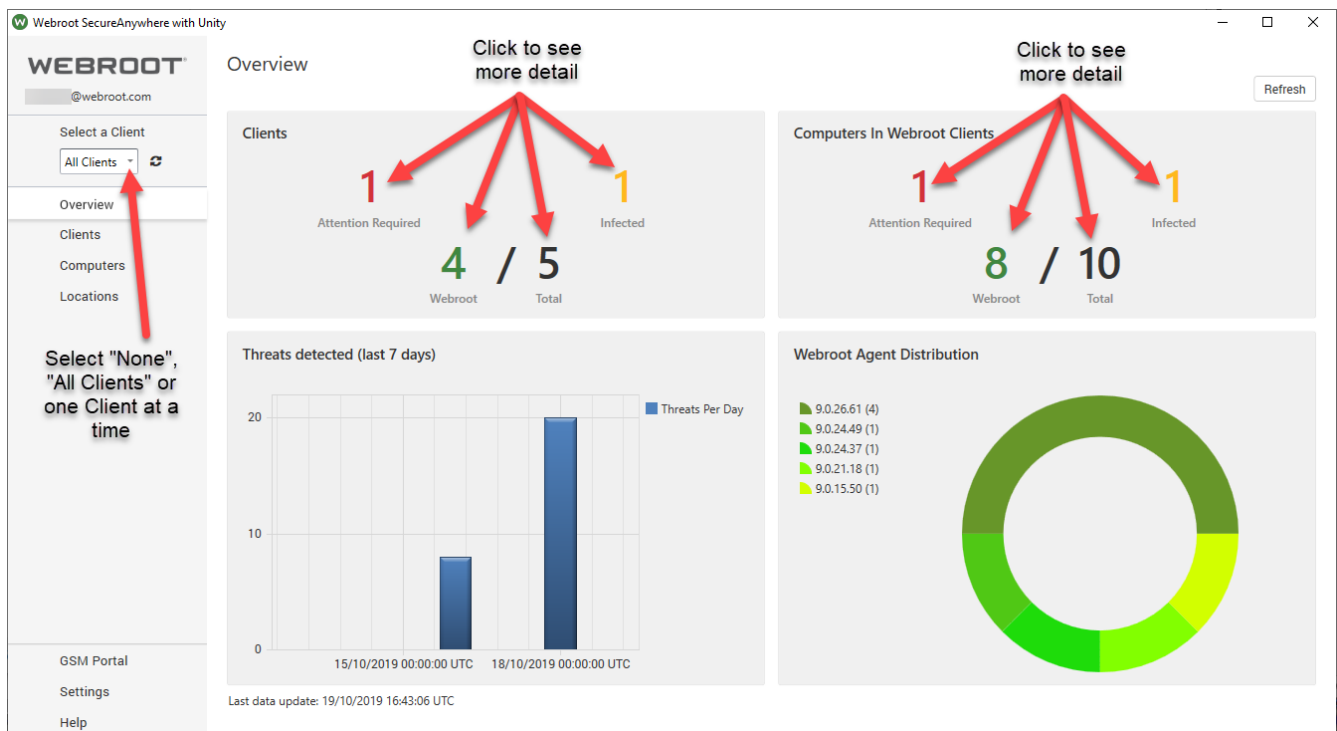 Webroot SecureAnywhere with Unity
WEBROOT
@webroot.com
Select a Client
All Clients
Overview
Clients
Computers
Locations
Select "None",
"All Clients" or
one Client at a
time
GSM Portal
Settings
Help
Overview
Click to see
more detail
Click to see
more detail
Refresh
Clients
1
Attention Required
1
Infected
4 / 5
Webroot Total
Computers In Webroot Clients
1
Attention Required
1
Infected
8 / 10
Webroot Total
Threats detected (last 7 days)
20
10
0
Threats Per Day
15/10/2019 00:00:00 UTC 18/10/2019 00:00:00 UTC
Webroot Agent Distribution
9.0.26.61 (4)
9.0.24.49 (1)
9.0.24.37 (1)
9.0.21.18 (1)
9.0.15.50 (1)
Last data update: 19/10/2019 16:43:06 UTC